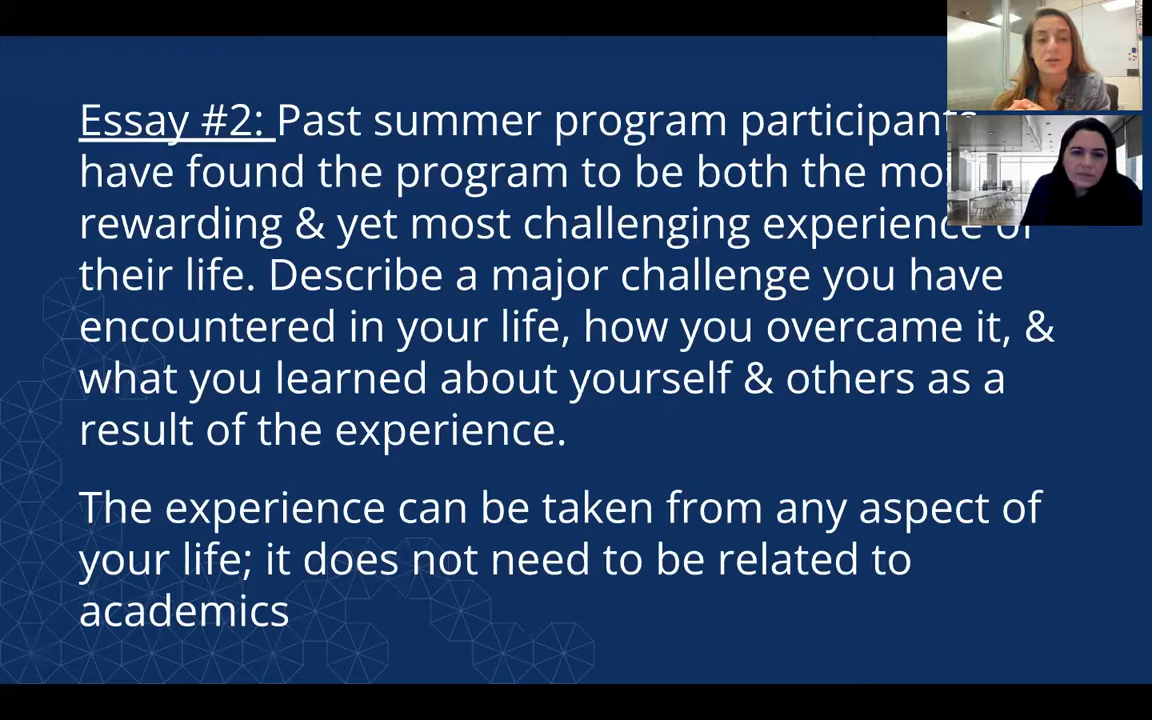 Essay #2: Past summer program participants
have found the program to be both the
rewarding & yet most challenging experience of
their life. Describe a major challenge you have
encountered in your life, how you overcame it, &
what you learned about yourself & others as a
result of the experience.
The experience can be taken from any aspect of
your life; it does not need to be related to
academics